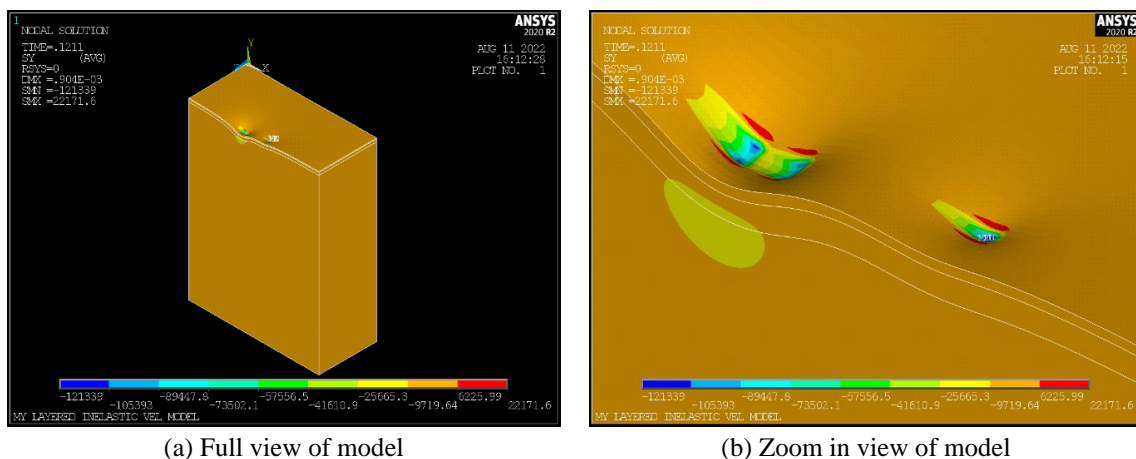 1
NODAL SOLUTION
TIME=.1211
SY (AVG)
RSYS=0
DMX =.904E-03
SMN =-121339
SMX =22171.6
ANSYS
2020 R2
AUG 11 2022
16:12:28
PLOT NO. 1
Y
X
-121339 -89447.8 -57556.5 -25665.3 6225.99
-105393 -73502.1 -41610.9 -9719.64 22171.6
MY LAYERED INELASTIC VEL MODEL
NODAL SOLUTION
TIME=.1211
SY (AVG)
RSYS=0
DMX =.904E-03
SMN =-121339
SMX =22171.6
ANSYS
2020 R2
AUG 11 2022
16:12:15
PLOT NO. 1
-121339 -89447.8 -57556.5 -25665.3 6225.99
-105393 -73502.1 -41610.9 -9719.64 22171.6
MY LAYERED INELASTIC VEL MODEL
(a) Full view of model
(b) Zoom in view of model